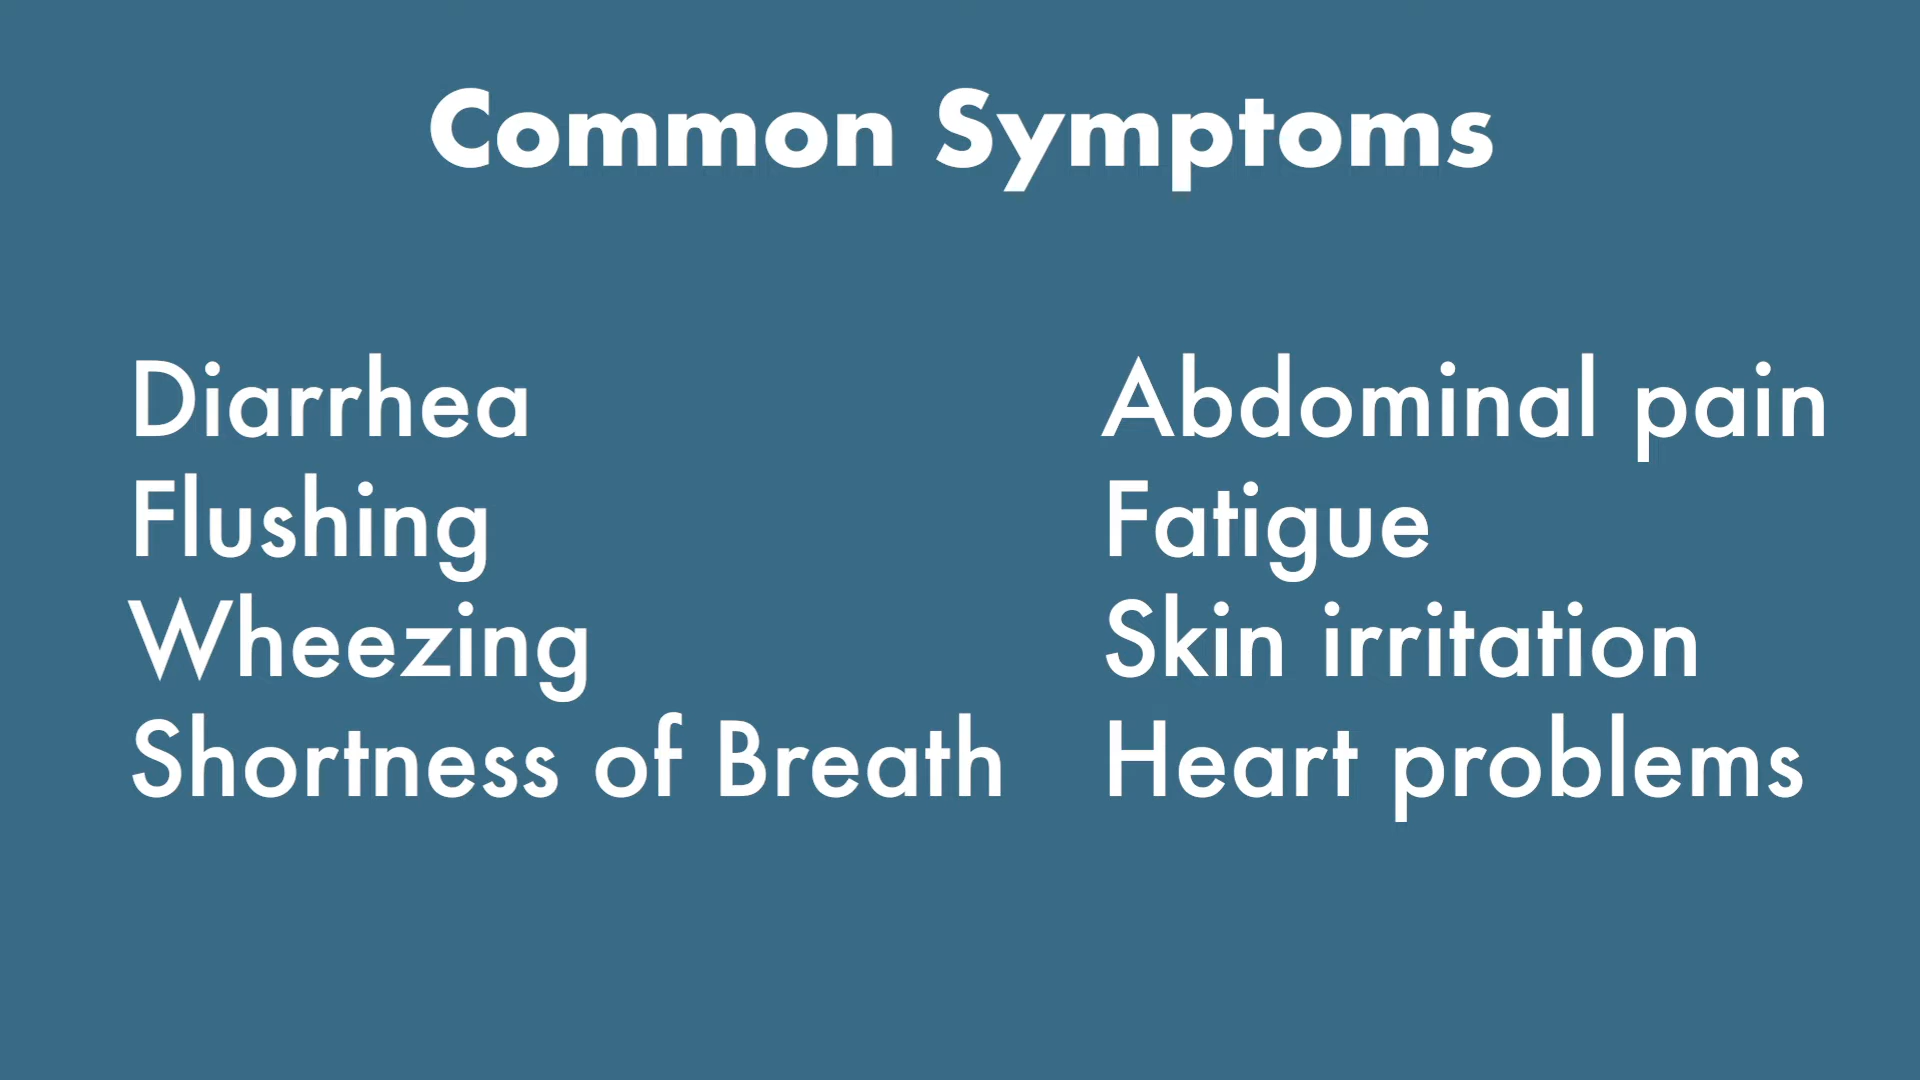 Common Symptoms
Diarrhea
Flushing
Wheezing
Shortness of Breath
Abdominal pain
Fatigue
Skin irritation
Heart problems